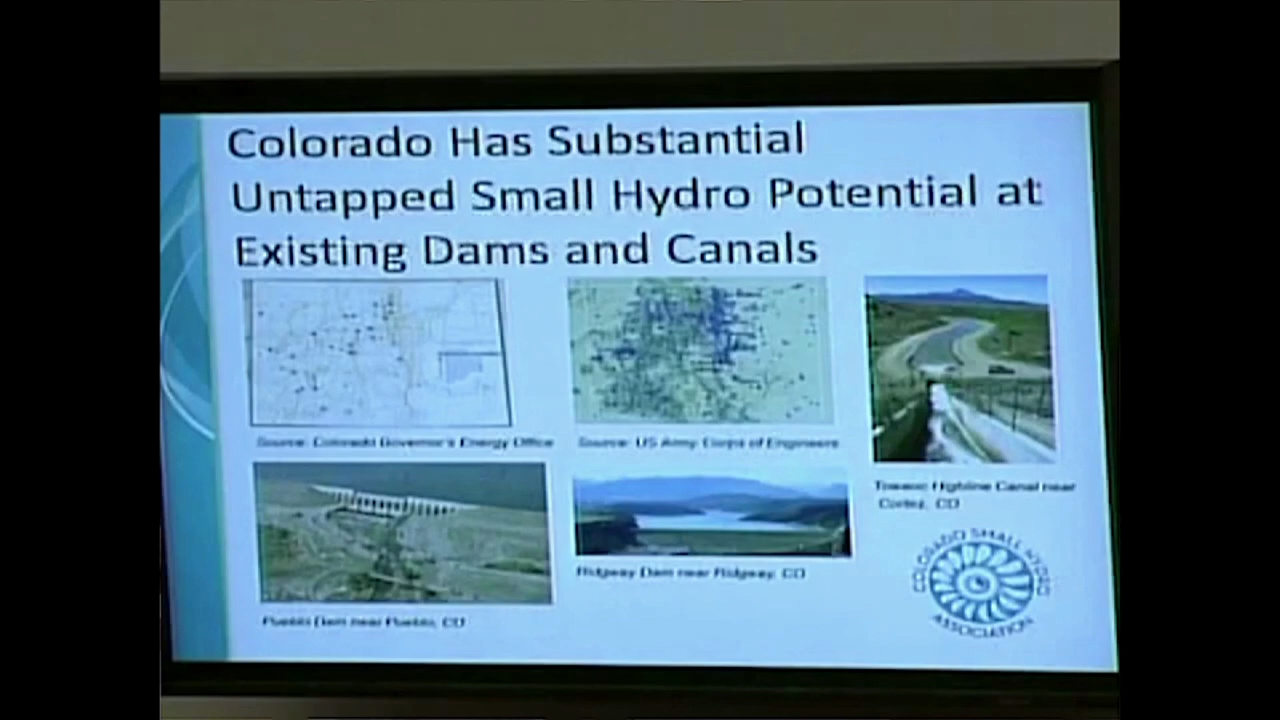 Colorado Has Substantial
Untapped Small Hydro Potential at
Existing Dams and Canals
Source: Colorado Governor's Energy Office
Source: US Army Corps of Engineers
Towaoc Highline Canal near
Cortez, CO
Ridgway Dam near Ridgway, CO
Pueblo Dam near Pueblo, CO
COLORADO SMALL HYDRO
ASSOCIATION